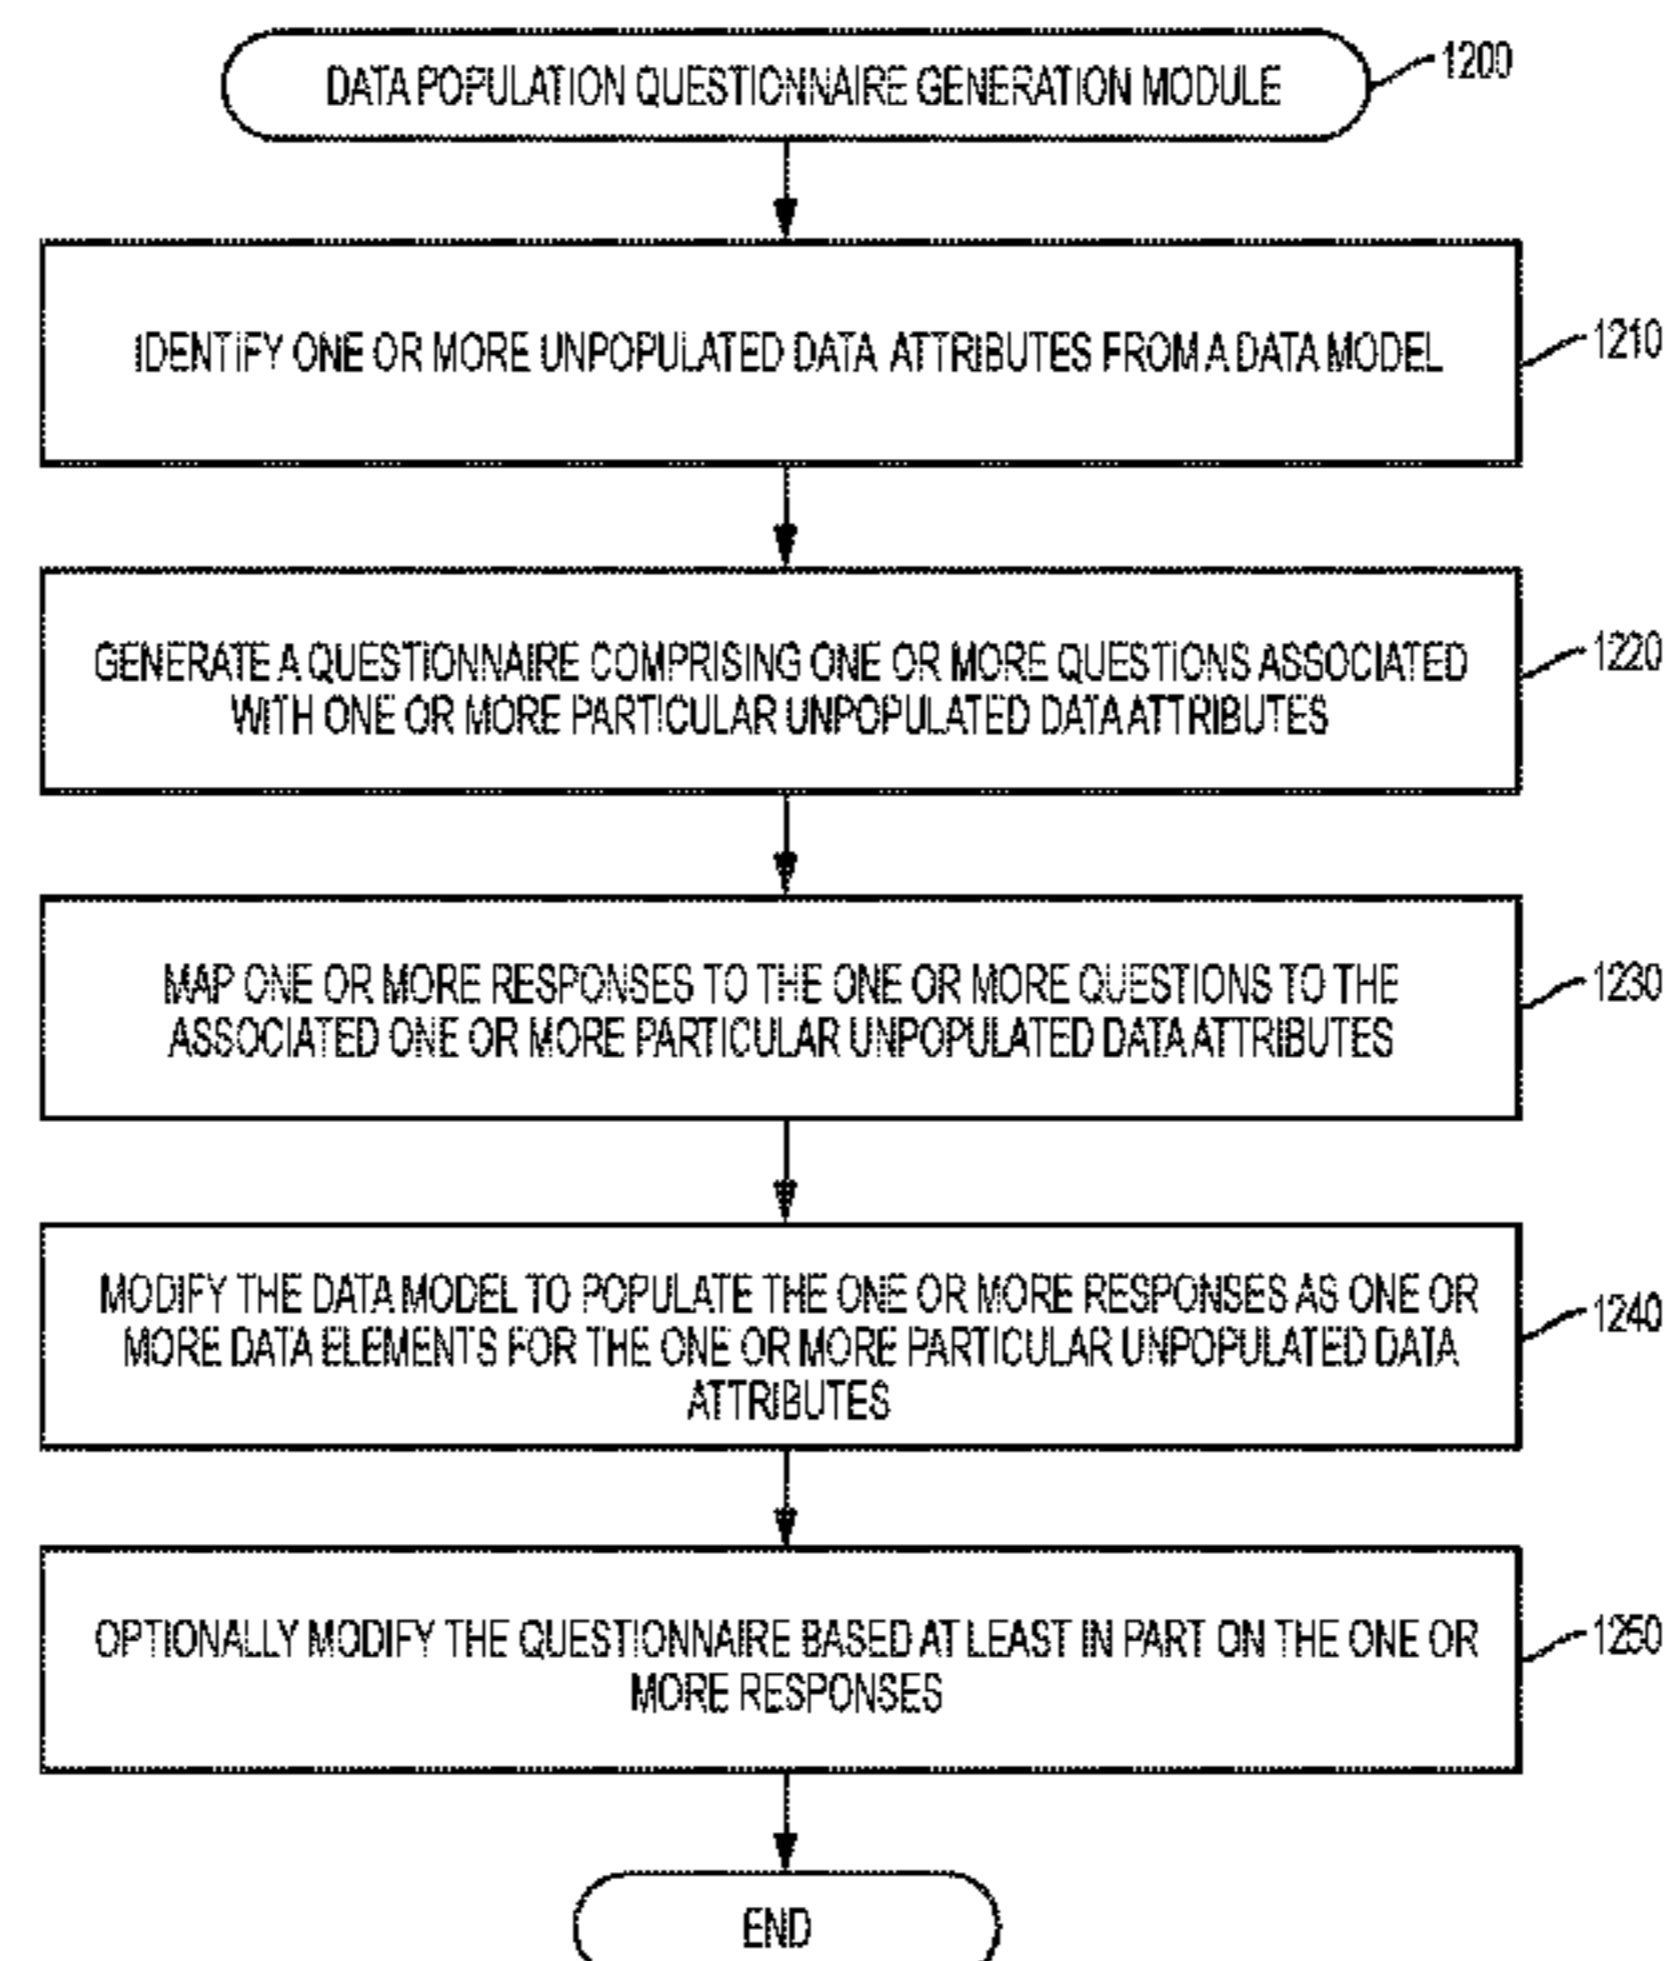 DATA POPULATION QUESTIONNAIRE GENERATION MODULE
1200
IDENTIFY ONE OR MORE UNPOPULATED DATA ATTRIBUTES FROM A DATA MODEL
1210
GENERATE A QUESTIONNAIRE COMPRISING ONE OR MORE QUESTIONS ASSOCIATED
WITH ONE OR MORE PARTICULAR UNPOPULATED DATA ATTRIBUTES
1220
MAP ONE OR MORE RESPONSES TO THE ONE OR MORE QUESTIONS TO THE
ASSOCIATED ONE OR MORE PARTICULAR UNPOPULATED DATA ATTRIBUTES
1230
MODIFY THE DATA MODEL TO POPULATE THE ONE OR MORE RESPONSES AS ONE OR
MORE DATA ELEMENTS FOR THE ONE OR MORE PARTICULAR UNPOPULATED DATA
ATTRIBUTES
1240
OPTIONALLY MODIFY THE QUESTIONNAIRE BASED AT LEAST IN PART ON THE ONE OR
MORE RESPONSES
1250
END